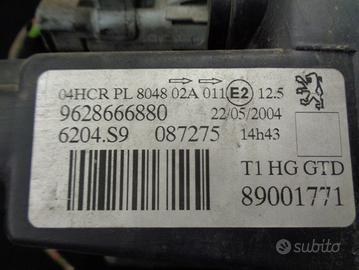 04HCR PL 8048 02A 011 E2 12.5
9628666880 22/05/2004
6204.S9 087275 14h43
T1 HG GTD
89001771
subito